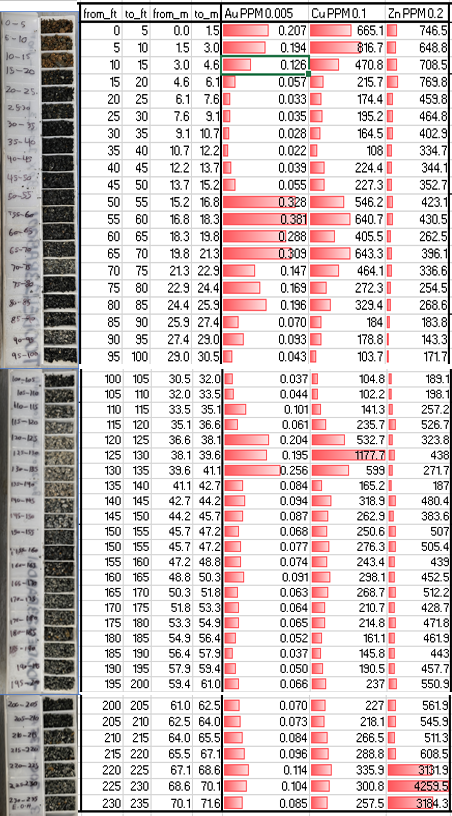 from_ft to_ft from_m to_m Au PPM 0.005 Cu PPM 0.1 Zn PPM 0.2
0 5 0.0 1.5 0.207 665.1 746.5
5 10 1.5 3.0 0.194 816.7 648.8
10 15 3.0 4.6 0.126 470.8 708.5
15 20 4.6 6.1 0.057 215.7 769.8
20 25 6.1 7.6 0.033 174.4 459.8
25 30 7.6 9.1 0.035 195.2 464.8
30 35 9.1 10.7 0.028 164.5 402.9
35 40 10.7 12.2 0.022 108 334.7
40 45 12.2 13.7 0.039 224.4 344.1
45 50 13.7 15.2 0.055 227.3 352.7
50 55 15.2 16.8 0.328 546.2 423.1
55 60 16.8 18.3 0.381 640.7 430.5
60 65 18.3 19.8 0.288 405.5 262.5
65 70 19.8 21.3 0.309 643.3 396.1
70 75 21.3 22.9 0.147 464.1 336.6
75 80 22.9 24.4 0.169 272.3 254.5
80 85 24.4 25.9 0.196 329.4 268.6
85 90 25.9 27.4 0.070 184 183.8
90 95 27.4 29.0 0.093 178.8 143.3
95 100 29.0 30.5 0.043 103.7 171.7
100 105 30.5 32.0 0.037 104.8 189.1
105 110 32.0 33.5 0.044 102.2 198.1
110 115 33.5 35.1 0.101 141.3 257.2
115 120 35.1 36.6 0.061 235.7 526.7
120 125 36.6 38.1 0.204 532.7 323.8
125 130 38.1 39.6 0.195 1177.7 438
130 135 39.6 41.1 0.256 599 271.7
135 140 41.1 42.7 0.084 165.2 187
140 145 42.7 44.2 0.094 318.9 480.4
145 150 44.2 45.7 0.087 262.9 383.6
150 155 45.7 47.2 0.068 250.6 507
150 155 45.7 47.2 0.077 276.3 505.4
155 160 47.2 48.8 0.074 243.4 439
160 165 48.8 50.3 0.091 298.1 452.5
165 170 50.3 51.8 0.063 268.7 512.2
170 175 51.8 53.3 0.064 210.7 428.7
175 180 53.3 54.9 0.065 214.8 471.8
180 185 54.9 56.4 0.052 161.1 461.9
185 190 56.4 57.9 0.037 145.8 443
190 195 57.9 59.4 0.050 190.5 457.7
195 200 59.4 61.0 0.066 237 550.9
200 205 61.0 62.5 0.070 227 561.9
205 210 62.5 64.0 0.073 218.1 545.9
210 215 64.0 65.5 0.084 266.5 511.3
215 220 65.5 67.1 0.096 288.8 608.5
220 225 67.1 68.6 0.114 335.9 3131.9
225 230 68.6 70.1 0.104 300.8 4259.5
230 235 70.1 71.6 0.085 257.5 3184.3